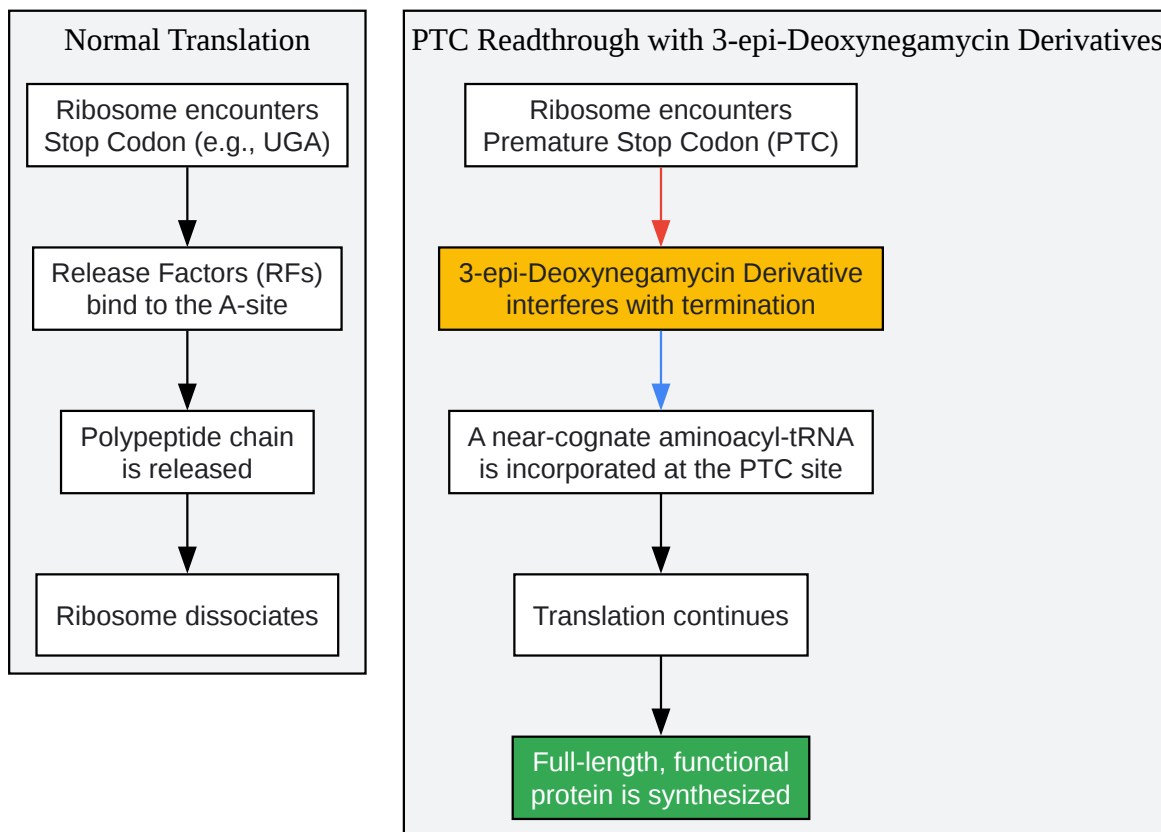 Normal Translation
Ribosome encounters
Stop Codon (e.g., UGA)
Release Factors (RFs)
bind to the A-site
Polypeptide chain
is released
Ribosome dissociates
PTC Readthrough with 3-epi-Deoxynegamycin Derivatives
Ribosome encounters
Premature Stop Codon (PTC)
3-epi-Deoxynegamycin Derivative
interferes with termination
A near-cognate aminoacyl-tRNA
is incorporated at the PTC site
Translation continues
Full-length, functional
protein is synthesized